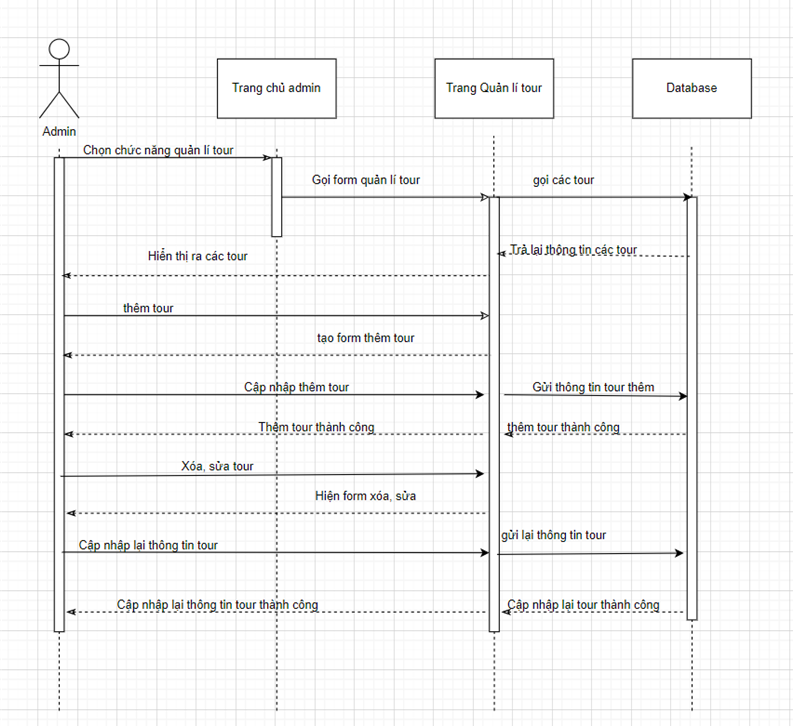 Trang chủ admin
Trang Quản lí tour
Database
Admin
Chọn chức năng quản lí tour
Gọi form quản lí tour
gọi các tour
Trả lại thông tin các tour
Hiển thị ra các tour
thêm tour
tạo form thêm tour
Cập nhập thêm tour
Gửi thông tin tour thêm
Thêm tour thành công
thêm tour thành công
Xóa, sửa tour
Hiện form xóa, sửa
gửi lại thông tin tour
Cập nhập lại thông tin tour
Cập nhập lại thông tin tour thành công
Cập nhập lại tour thành công